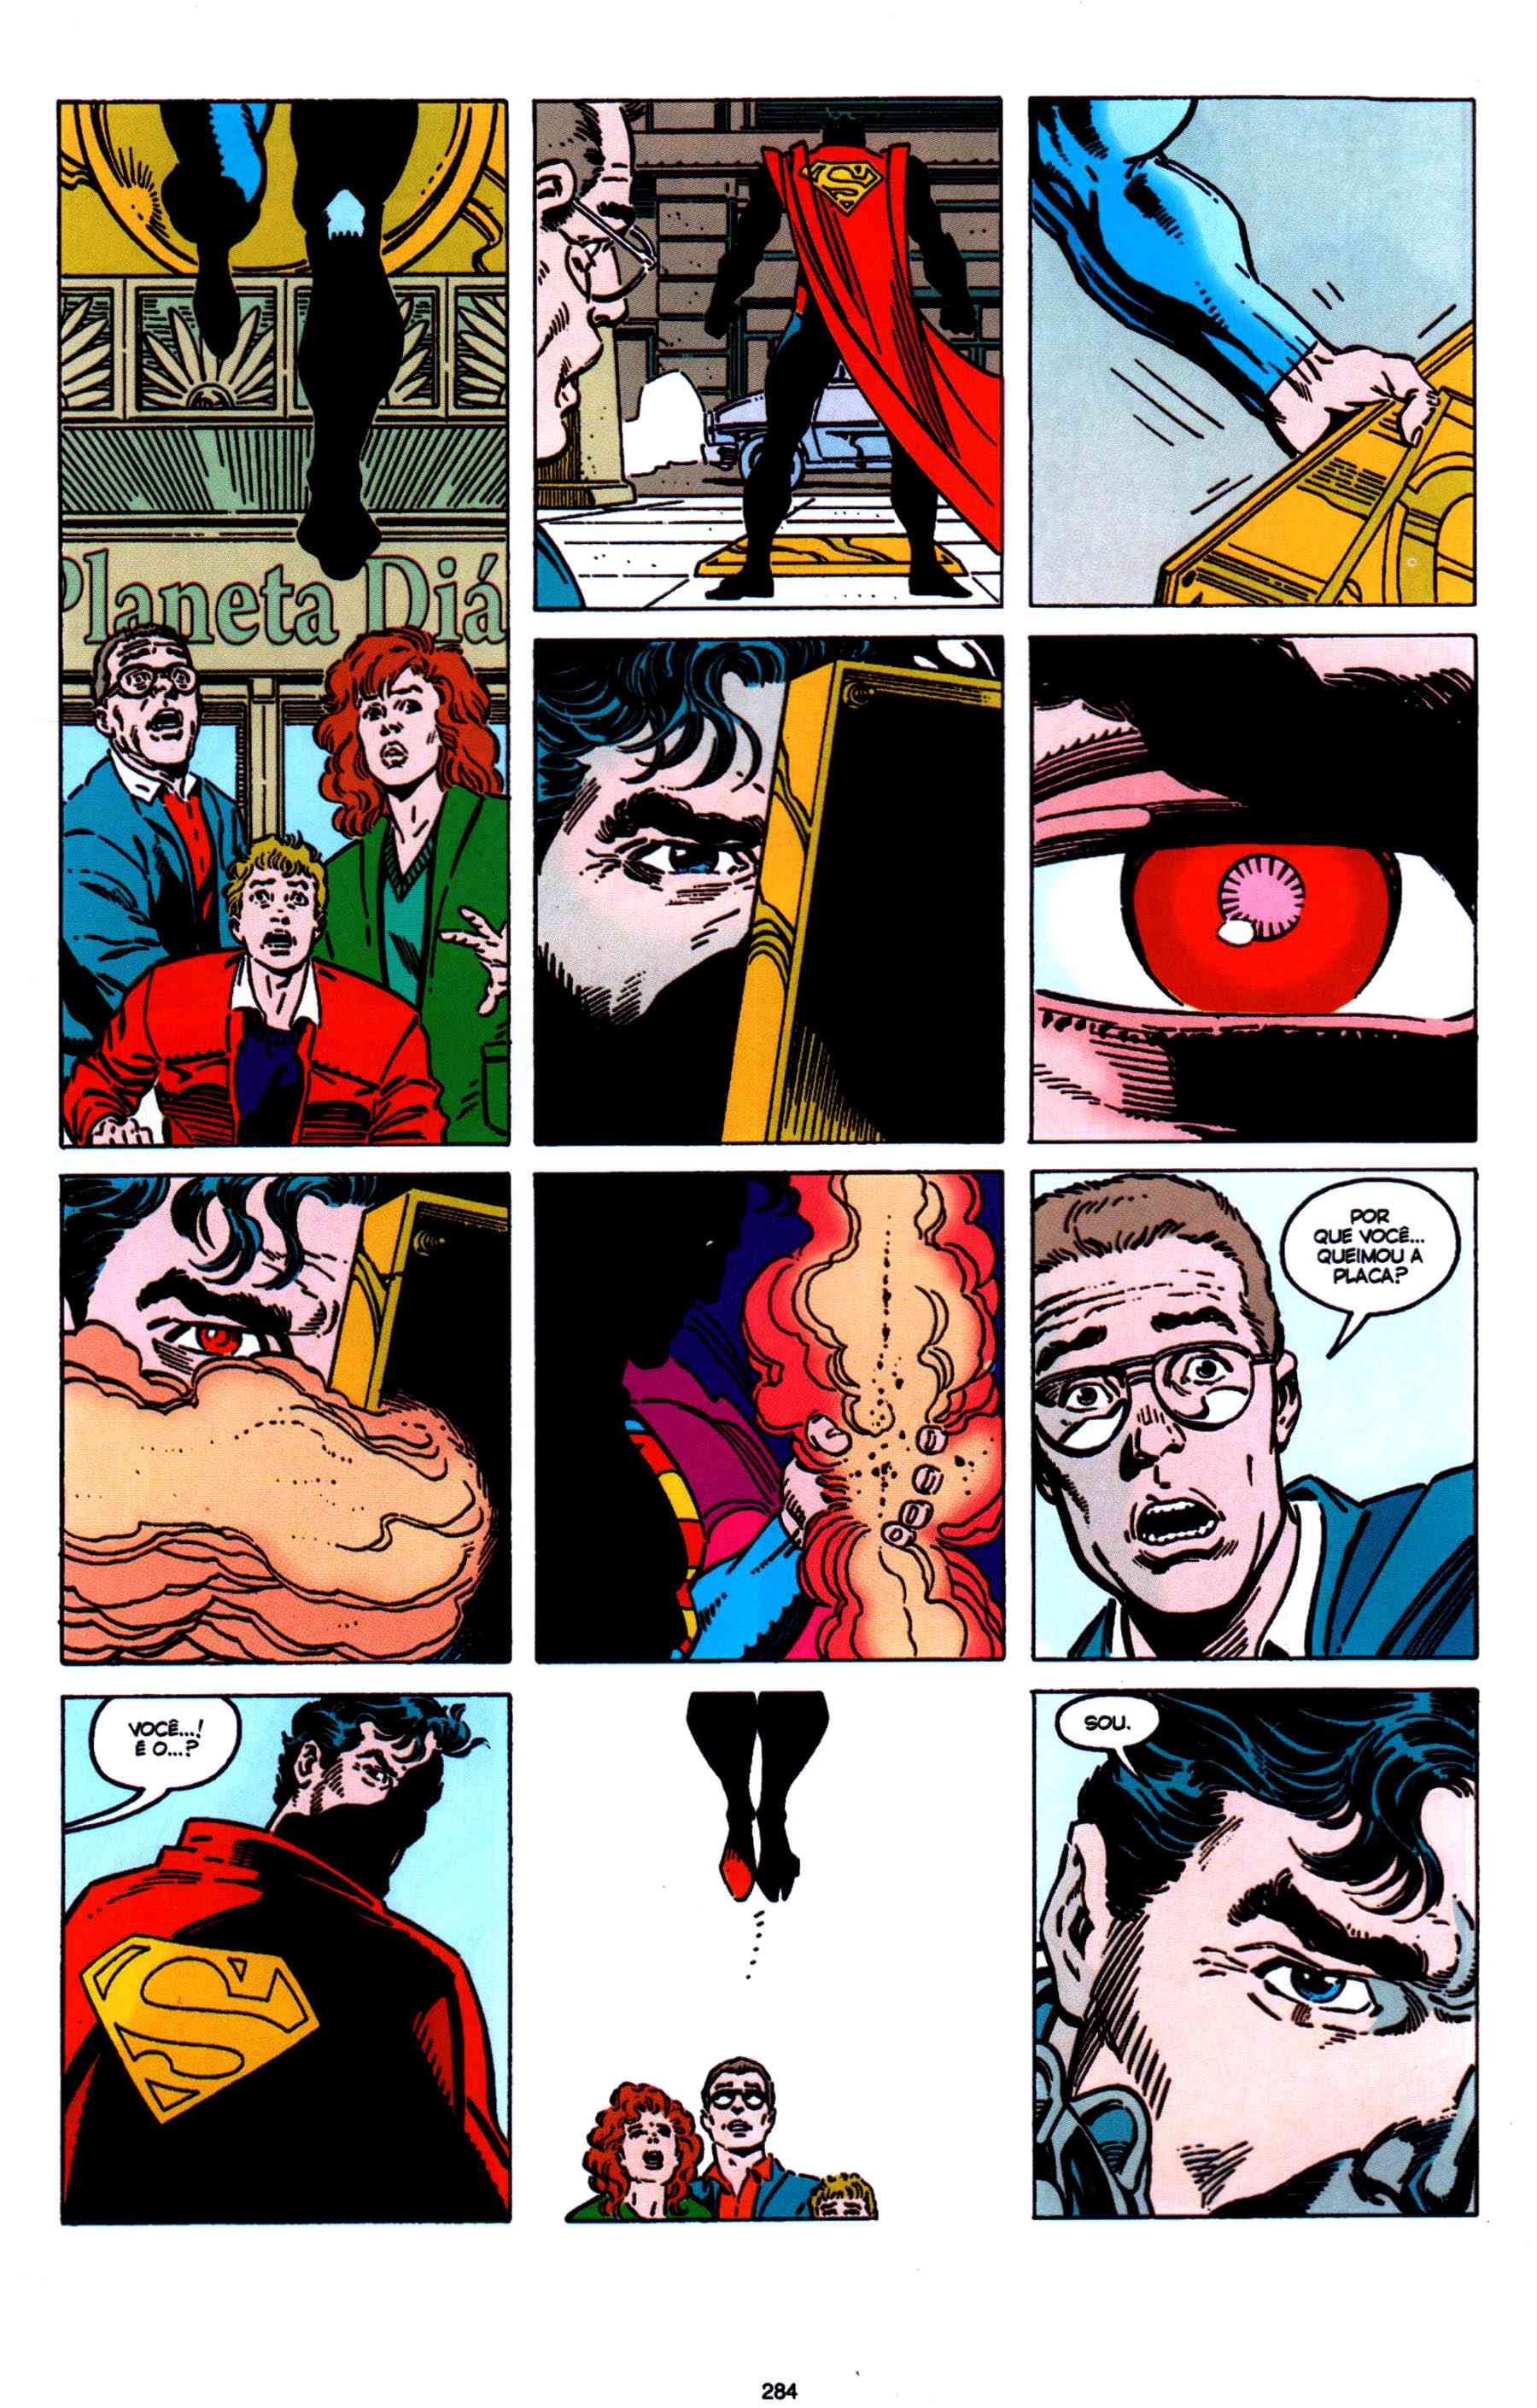 Planeta Diá
POR
QUE VOCÊ...
QUEIMOU A
PLACA?
VOCÊ...!
É O...?
SOU.
284